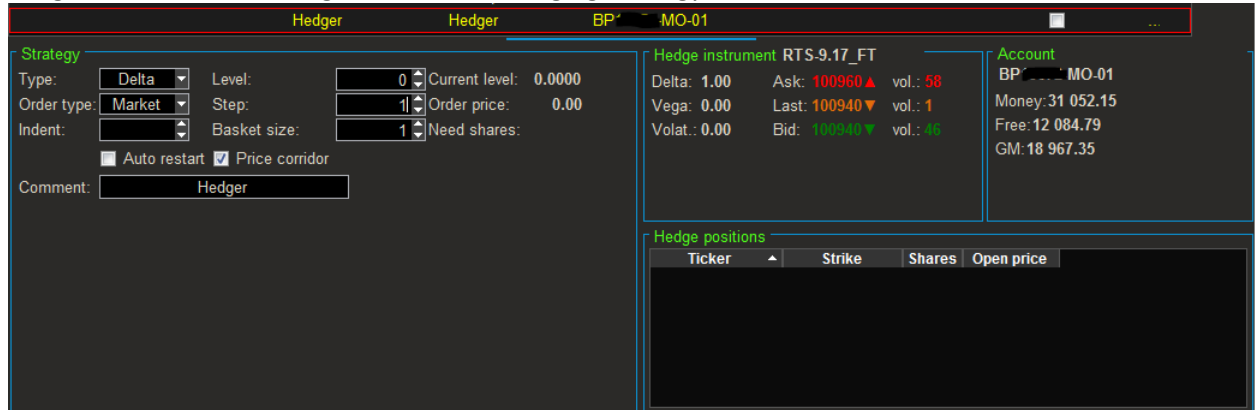 Hedger Hedger BP MO-01 ...
Strategy
Type: Delta Level: 0 Current level: 0.0000
Order type: Market Step: 1 Order price: 0.00
Indent: Basket size: 1 Need shares:
Auto restart Price corridor
Comment: Hedger
Hedge instrument RTS-9.17_FT
Delta: 1.00 Ask: 100960 vol.: 58
Vega: 0.00 Last: 100940 vol.: 1
Volat.: 0.00 Bid: 100940 vol.: 46
Account
BP MO-01
Money: 31 052.15
Free: 12 084.79
GM: 18 967.35
Hedge positions
Ticker Strike Shares Open price